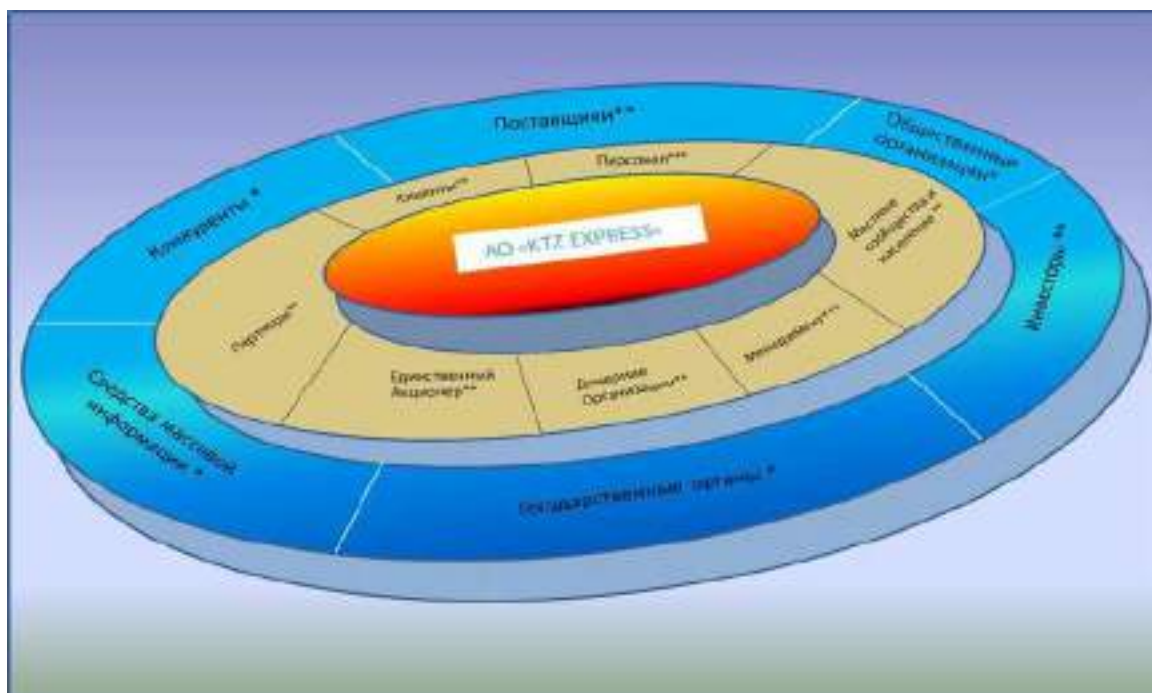 Поставщики**
Общественные
организации*
Конкуренты *
Клиенты**
Персонал***
АО «KTZ EXPRESS»
Местные
сообщества и
население **
Инвесторы **
Партнеры**
Единственный
Акционер**
Дочерние
Организации**
Менеджмент***
Средства массовой
информации *
Государственные органы *